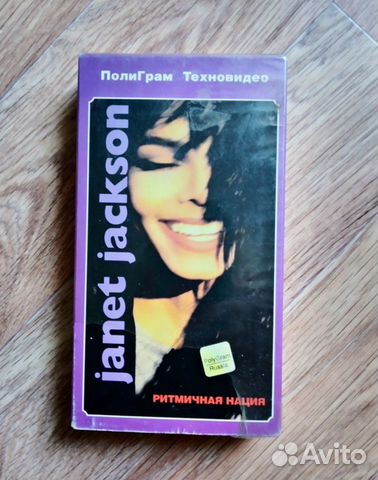 ПолиГрам Техновидео
janet jackson
PolyGram
Russia
РИТМИЧНАЯ НАЦИЯ
Avito